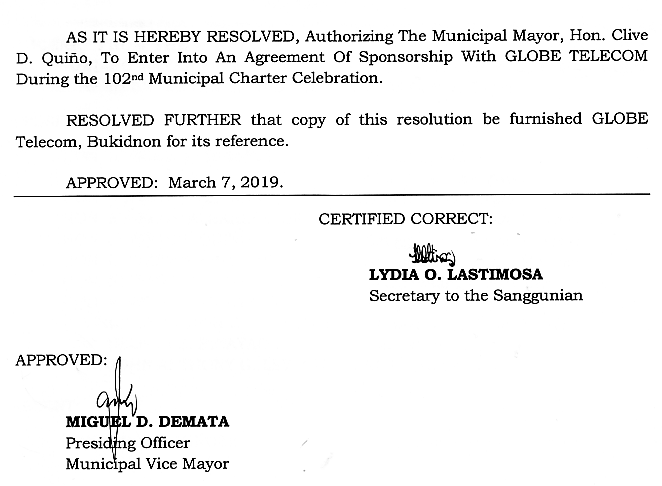 AS IT IS HEREBY RESOLVED, Authorizing The Municipal Mayor, Hon. Clive
D. Quiño, To Enter Into An Agreement Of Sponsorship With GLOBE TELECOM
During the 102nd Municipal Charter Celebration.
RESOLVED FURTHER that copy of this resolution be furnished GLOBE
Telecom, Bukidnon for its reference.
APPROVED: March 7, 2019.
CERTIFIED CORRECT:
LYDIA O. LASTIMOSA
Secretary to the Sanggunian
APPROVED:
MIGUEL D. DEMATA
Presiding Officer
Municipal Vice Mayor